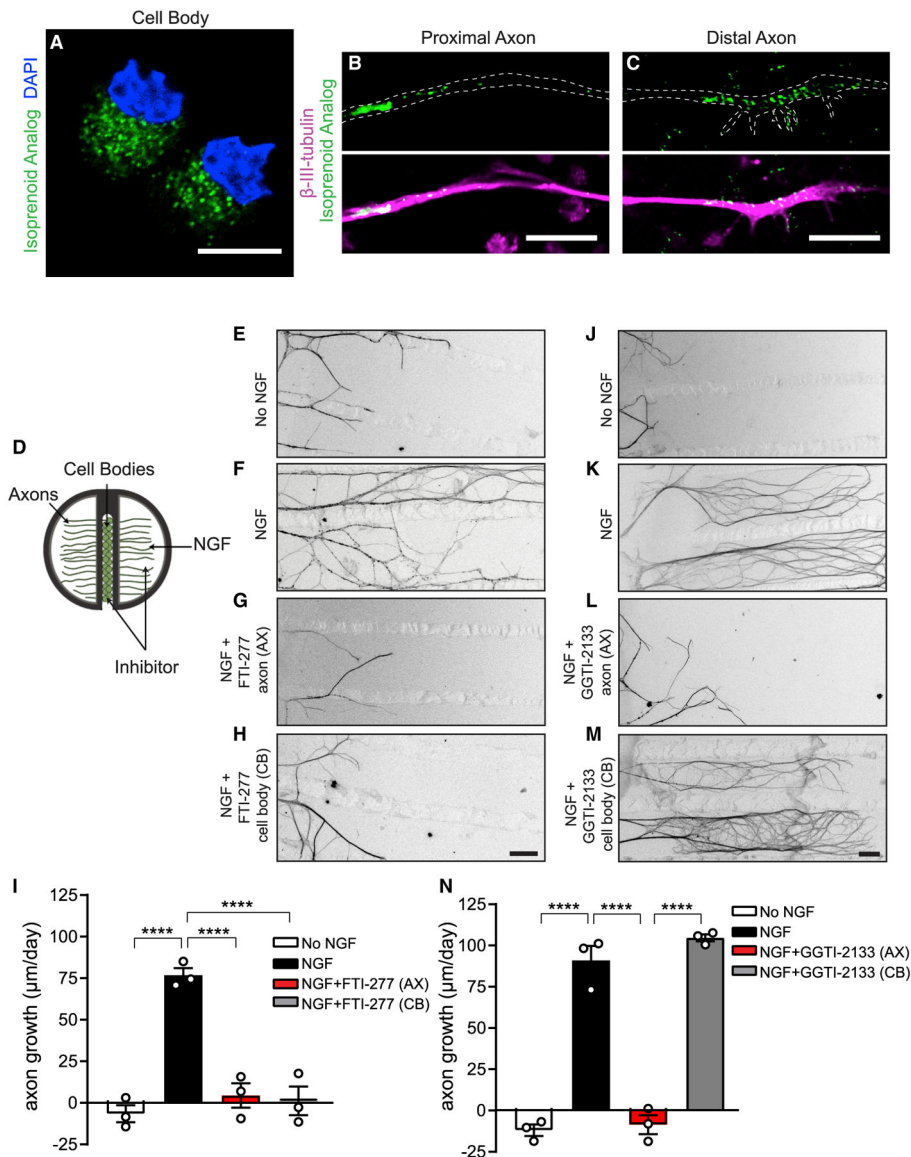 Cell Body
A
Isoprenoid Analog DAPI
Proximal Axon
B
Distal Axon
C
β-III-tubulin
Isoprenoid Analog
D
Cell Bodies
Axons
NGF
Inhibitor
E
No NGF
F
NGF
G
NGF +
FTI-277
axon (AX)
H
NGF +
FTI-277
cell body (CB)
J
No NGF
K
NGF
L
NGF +
GGTI-2133
axon (AX)
M
NGF +
GGTI-2133
cell body (CB)
I
axon growth (μm/day)
125
100
75
50
25
0
-25
****
****
****
No NGF
NGF
NGF+FTI-277 (AX)
NGF+FTI-277 (CB)
N
axon growth (μm/day)
125
100
75
50
25
0
-25
****
****
****
No NGF
NGF
NGF+GGTI-2133 (AX)
NGF+GGTI-2133 (CB)